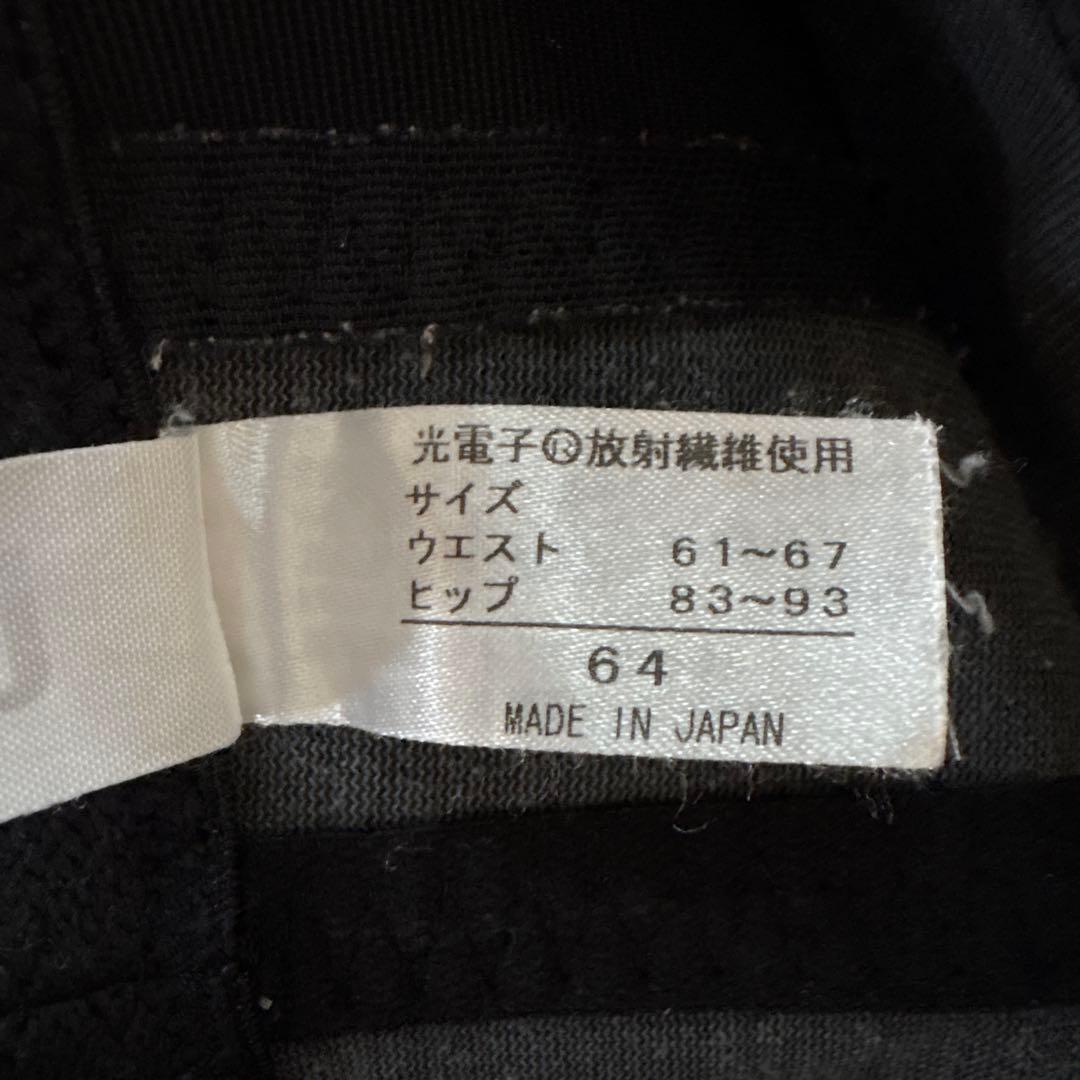 光電子®放射繊維使用
サイズ
ウエスト 61～67
ヒップ 83～93
64
MADE IN JAPAN